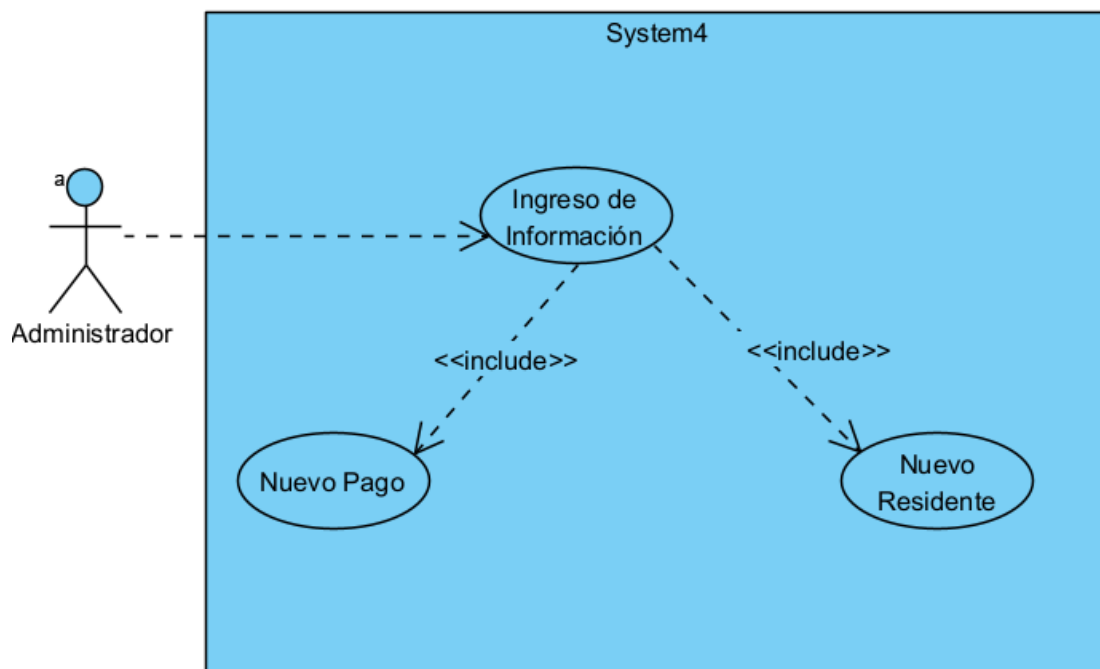 System4
a
Ingreso de
Información
Administrador
<<include>>
<<include>>
Nuevo Pago
Nuevo
Residente